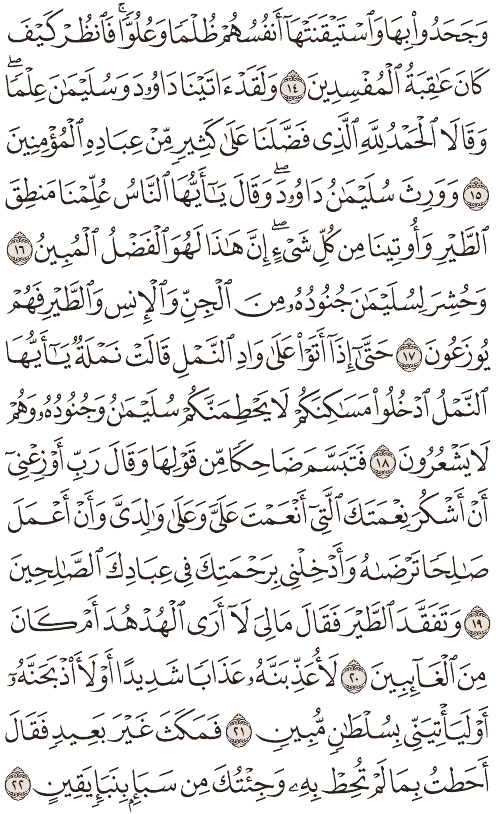 وَجَحَدُوا۟ بِهَا وَٱسْتَيْقَنَتْهَآ أَنفُسُهُمْ ظُلْمًا وَعُلُوًّا ۚ فَٱنظُرْ كَيْفَ
كَانَ عَـٰقِبَةُ ٱلْمُفْسِدِينَ ١٤ وَلَقَدْ ءَاتَيْنَا دَاوُۥدَ وَسُلَيْمَـٰنَ عِلْمًا ۖ
وَقَالَا ٱلْحَمْدُ لِلَّهِ ٱلَّذِى فَضَّلَنَا عَلَىٰ كَثِيرٍ مِّنْ عِبَادِهِ ٱلْمُؤْمِنِينَ
١٥ وَوَرِثَ سُلَيْمَـٰنُ دَاوُۥدَ ۖ وَقَالَ يَـٰٓأَيُّهَا ٱلنَّاسُ عُلِّمْنَا مَنطِقَ
ٱلطَّيْرِ وَأُوتِينَا مِن كُلِّ شَىْءٍ ۖ إِنَّ هَـٰذَا لَهُوَ ٱلْفَضْلُ ٱلْمُبِينُ ١٦
وَحُشِرَ لِسُلَيْمَـٰنَ جُنُودُهُۥ مِنَ ٱلْجِنِّ وَٱلْإِنسِ وَٱلطَّيْرِ فَهُمْ
يُوزَعُونَ ١٧ حَتَّىٰٓ إِذَآ أَتَوْا۟ عَلَىٰ وَادِ ٱلنَّمْلِ قَالَتْ نَمْلَةٌ يَـٰٓأَيُّهَا
ٱلنَّمْلُ ٱدْخُلُوا۟ مَسَـٰكِنَكُمْ لَا يَحْطِمَنَّكُمْ سُلَيْمَـٰنُ وَجُنُودُهُۥ وَهُمْ
لَا يَشْعُرُونَ ١٨ فَتَبَسَّمَ ضَاحِكًا مِّن قَوْلِهَا وَقَالَ رَبِّ أَوْزِعْنِىٓ
أَنْ أَشْكُرَ نِعْمَتَكَ ٱلَّتِىٓ أَنْعَمْتَ عَلَىَّ وَعَلَىٰ وَٰلِدَىَّ وَأَنْ أَعْمَلَ
صَـٰلِحًا تَرْضَىٰهُ وَأَدْخِلْنِى بِرَحْمَتِكَ فِى عِبَادِكَ ٱلصَّـٰلِحِينَ
١٩ وَتَفَقَّدَ ٱلطَّيْرَ فَقَالَ مَالِىَ لَآ أَرَى ٱلْهُدْهُدَ أَمْ كَانَ
مِنَ ٱلْغَآئِبِينَ ٢٠ لَأُعَذِّبَنَّهُۥ عَذَابًا شَدِيدًا أَوْ لَأَا۟ذْبَحَنَّهُۥٓ
أَوْ لَيَأْتِيَنِّى بِسُلْطَـٰنٍ مُّبِينٍ ٢١ فَمَكَثَ غَيْرَ بَعِيدٍ فَقَالَ
أَحَطتُ بِمَا لَمْ تُحِطْ بِهِۦ وَجِئْتُكَ مِن سَبَإٍۭ بِنَبَإٍ يَقِينٍ ٢٢